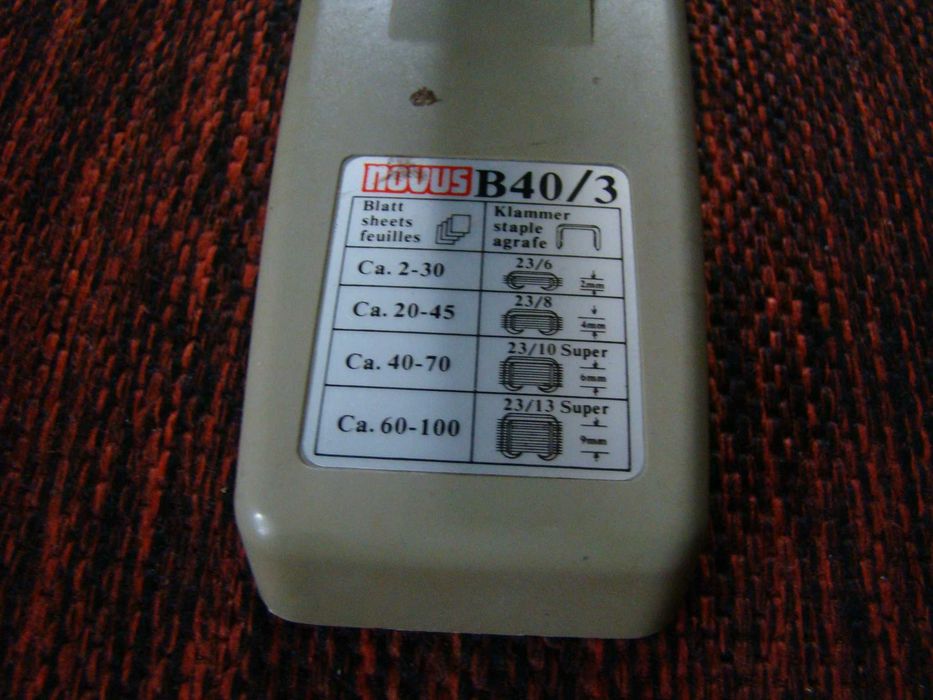 novus B40/3
Blatt
sheets
feuilles
Klammer
staple
agrafe
Ca. 2-30
23/6
2mm
Ca. 20-45
23/8
4mm
Ca. 40-70
23/10 Super
6mm
Ca. 60-100
23/13 Super
9mm